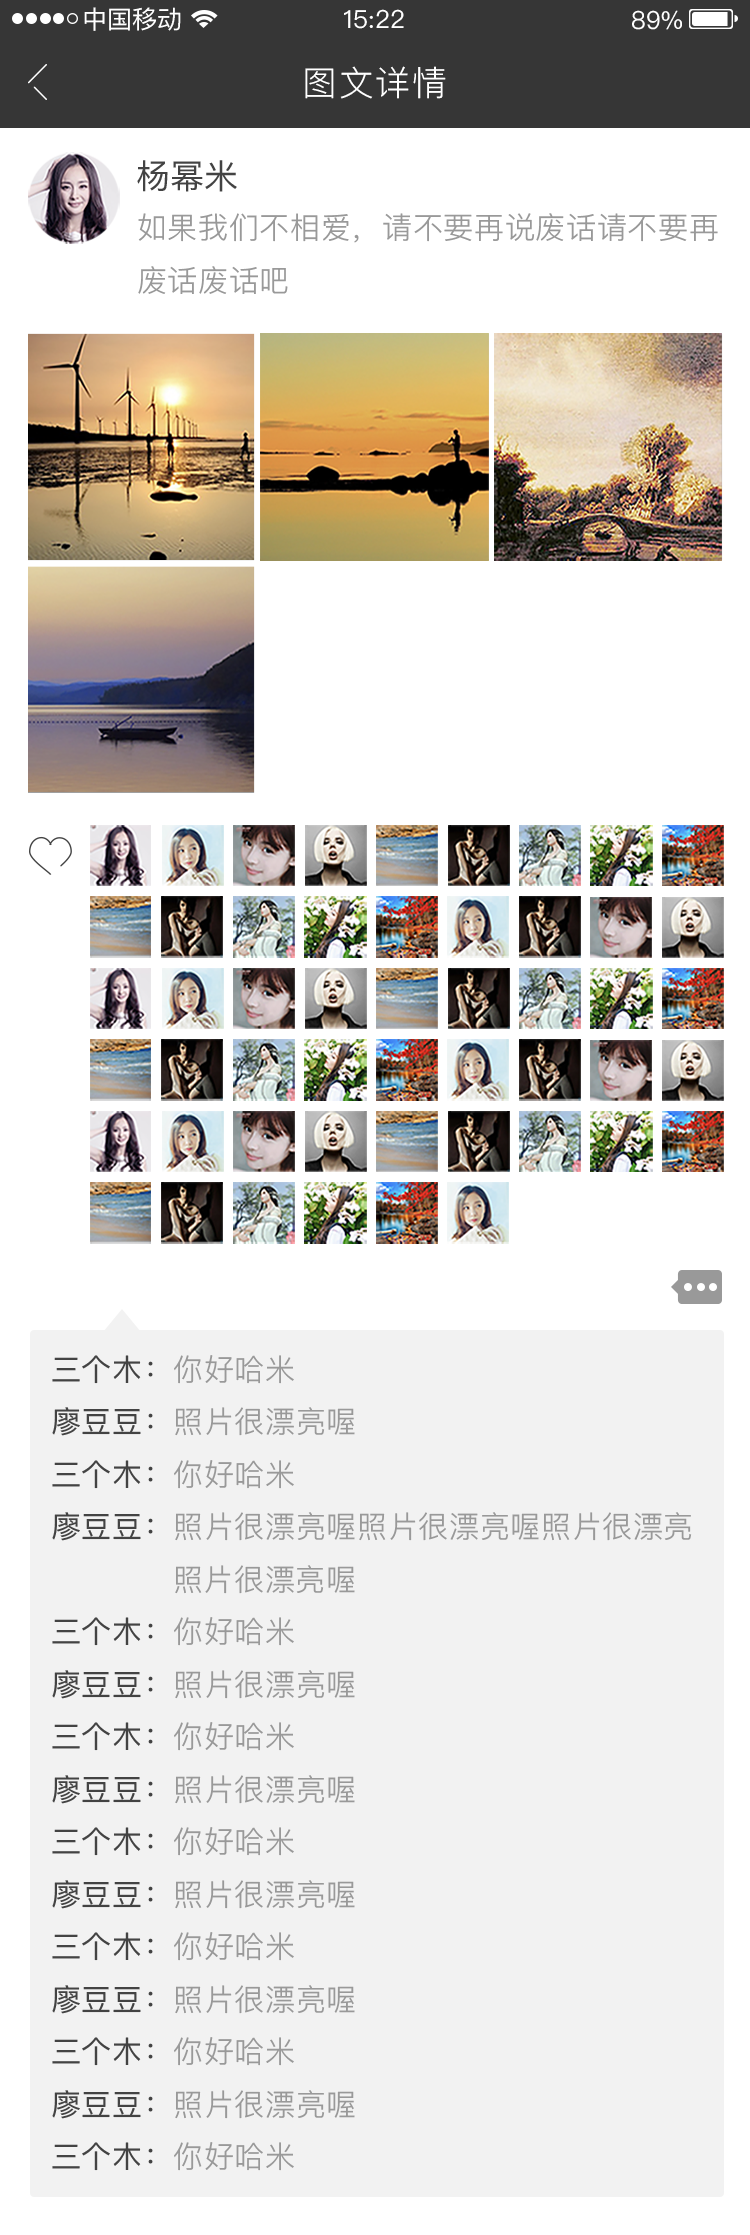 中国移动 15:22 89%
图文详情
杨幂米
如果我们不相爱，请不要再说废话请不要再
废话废话吧
三个木：你好哈米
廖豆豆：照片很漂亮喔
三个木：你好哈米
廖豆豆：照片很漂亮喔照片很漂亮喔照片很漂亮
照片很漂亮喔
三个木：你好哈米
廖豆豆：照片很漂亮喔
三个木：你好哈米
廖豆豆：照片很漂亮喔
三个木：你好哈米
廖豆豆：照片很漂亮喔
三个木：你好哈米
廖豆豆：照片很漂亮喔
三个木：你好哈米
廖豆豆：照片很漂亮喔
三个木：你好哈米